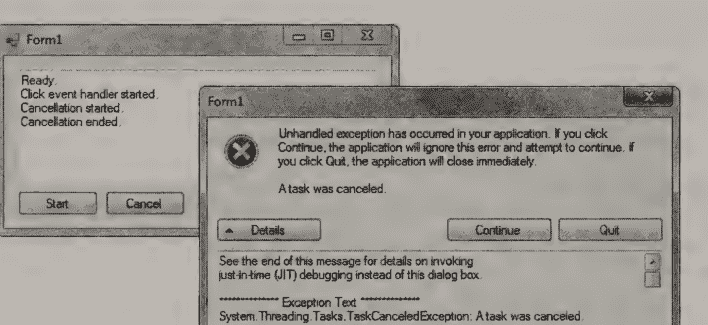 Form1
Ready.
Click event handler started.
Cancellation started.
Cancellation ended.
Start
Cancel
Form1
Unhandled exception has occurred in your application. If you click
Continue, the application will ignore this error and attempt to continue. If
you click Quit, the application will close immediately.
A task was canceled.
Details
Continue
Quit
See the end of this message for details on invoking
just-in-time (JIT) debugging instead of this dialog box.
************** Exception Text **************
System.Threading.Tasks.TaskCanceledException: A task was canceled.